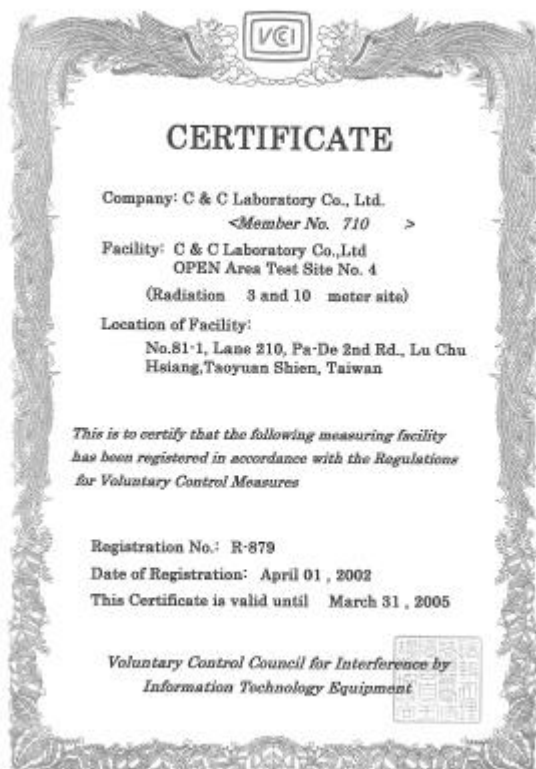 VCCI
CERTIFICATE
Company: C & C Laboratory Co., Ltd.
<Member No. 710 >
Facility: C & C Laboratory Co.,Ltd
OPEN Area Test Site No. 4
(Radiation 3 and 10 meter site)
Location of Facility:
No.81-1, Lane 210, Pa-De 2nd Rd., Lu Chu
Hsiang,Taoyuan Shien, Taiwan
This is to certify that the following measuring facility
has been registered in accordance with the Regulations
for Voluntary Control Measures
Registration No.: R-879
Date of Registration: April 01 , 2002
This Certificate is valid until March 31 , 2005
Voluntary Control Council for Interference by
Information Technology Equipment